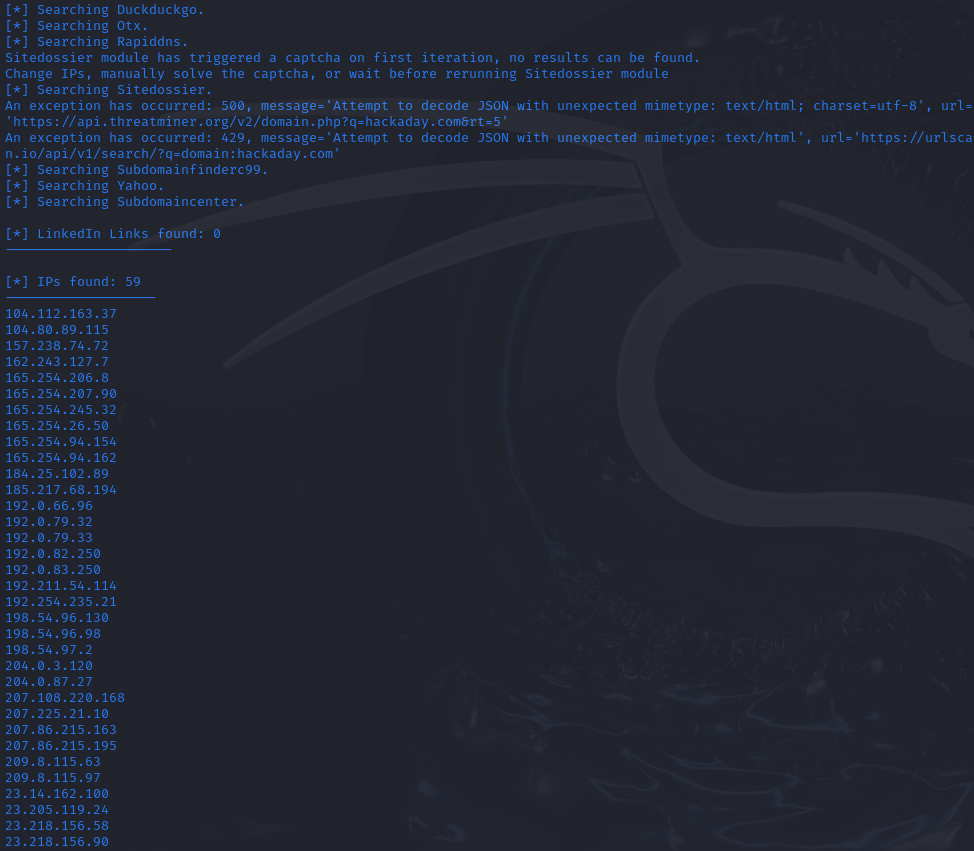 [*] Searching Duckduckgo.
[*] Searching Otx.
[*] Searching Rapiddns.
Sitedossier module has triggered a captcha on first iteration, no results can be found.
Change IPs, manually solve the captcha, or wait before rerunning Sitedossier module
[*] Searching Sitedossier.
An exception has occurred: 500, message='Attempt to decode JSON with unexpected mimetype: text/html; charset=utf-8', url=
'https://api.threatminer.org/v2/domain.php?q=hackaday.com&rt=5'
An exception has occurred: 429, message='Attempt to decode JSON with unexpected mimetype: text/html', url='https://urlsca
n.io/api/v1/search/?q=domain:hackaday.com'
[*] Searching Subdomainfinderc99.
[*] Searching Yahoo.
[*] Searching Subdomaincenter.
[*] LinkedIn Links found: 0
[*] IPs found: 59
104.112.163.37
104.80.89.115
157.238.74.72
162.243.127.7
165.254.206.8
165.254.207.90
165.254.245.32
165.254.26.50
165.254.94.154
165.254.94.162
184.25.102.89
185.217.68.194
192.0.66.96
192.0.79.32
192.0.79.33
192.0.82.250
192.0.83.250
192.211.54.114
192.254.235.21
198.54.96.130
198.54.96.98
198.54.97.2
204.0.3.120
204.0.87.27
207.108.220.168
207.225.21.10
207.86.215.163
207.86.215.195
209.8.115.63
209.8.115.97
23.14.162.100
23.205.119.24
23.218.156.58
23.218.156.90